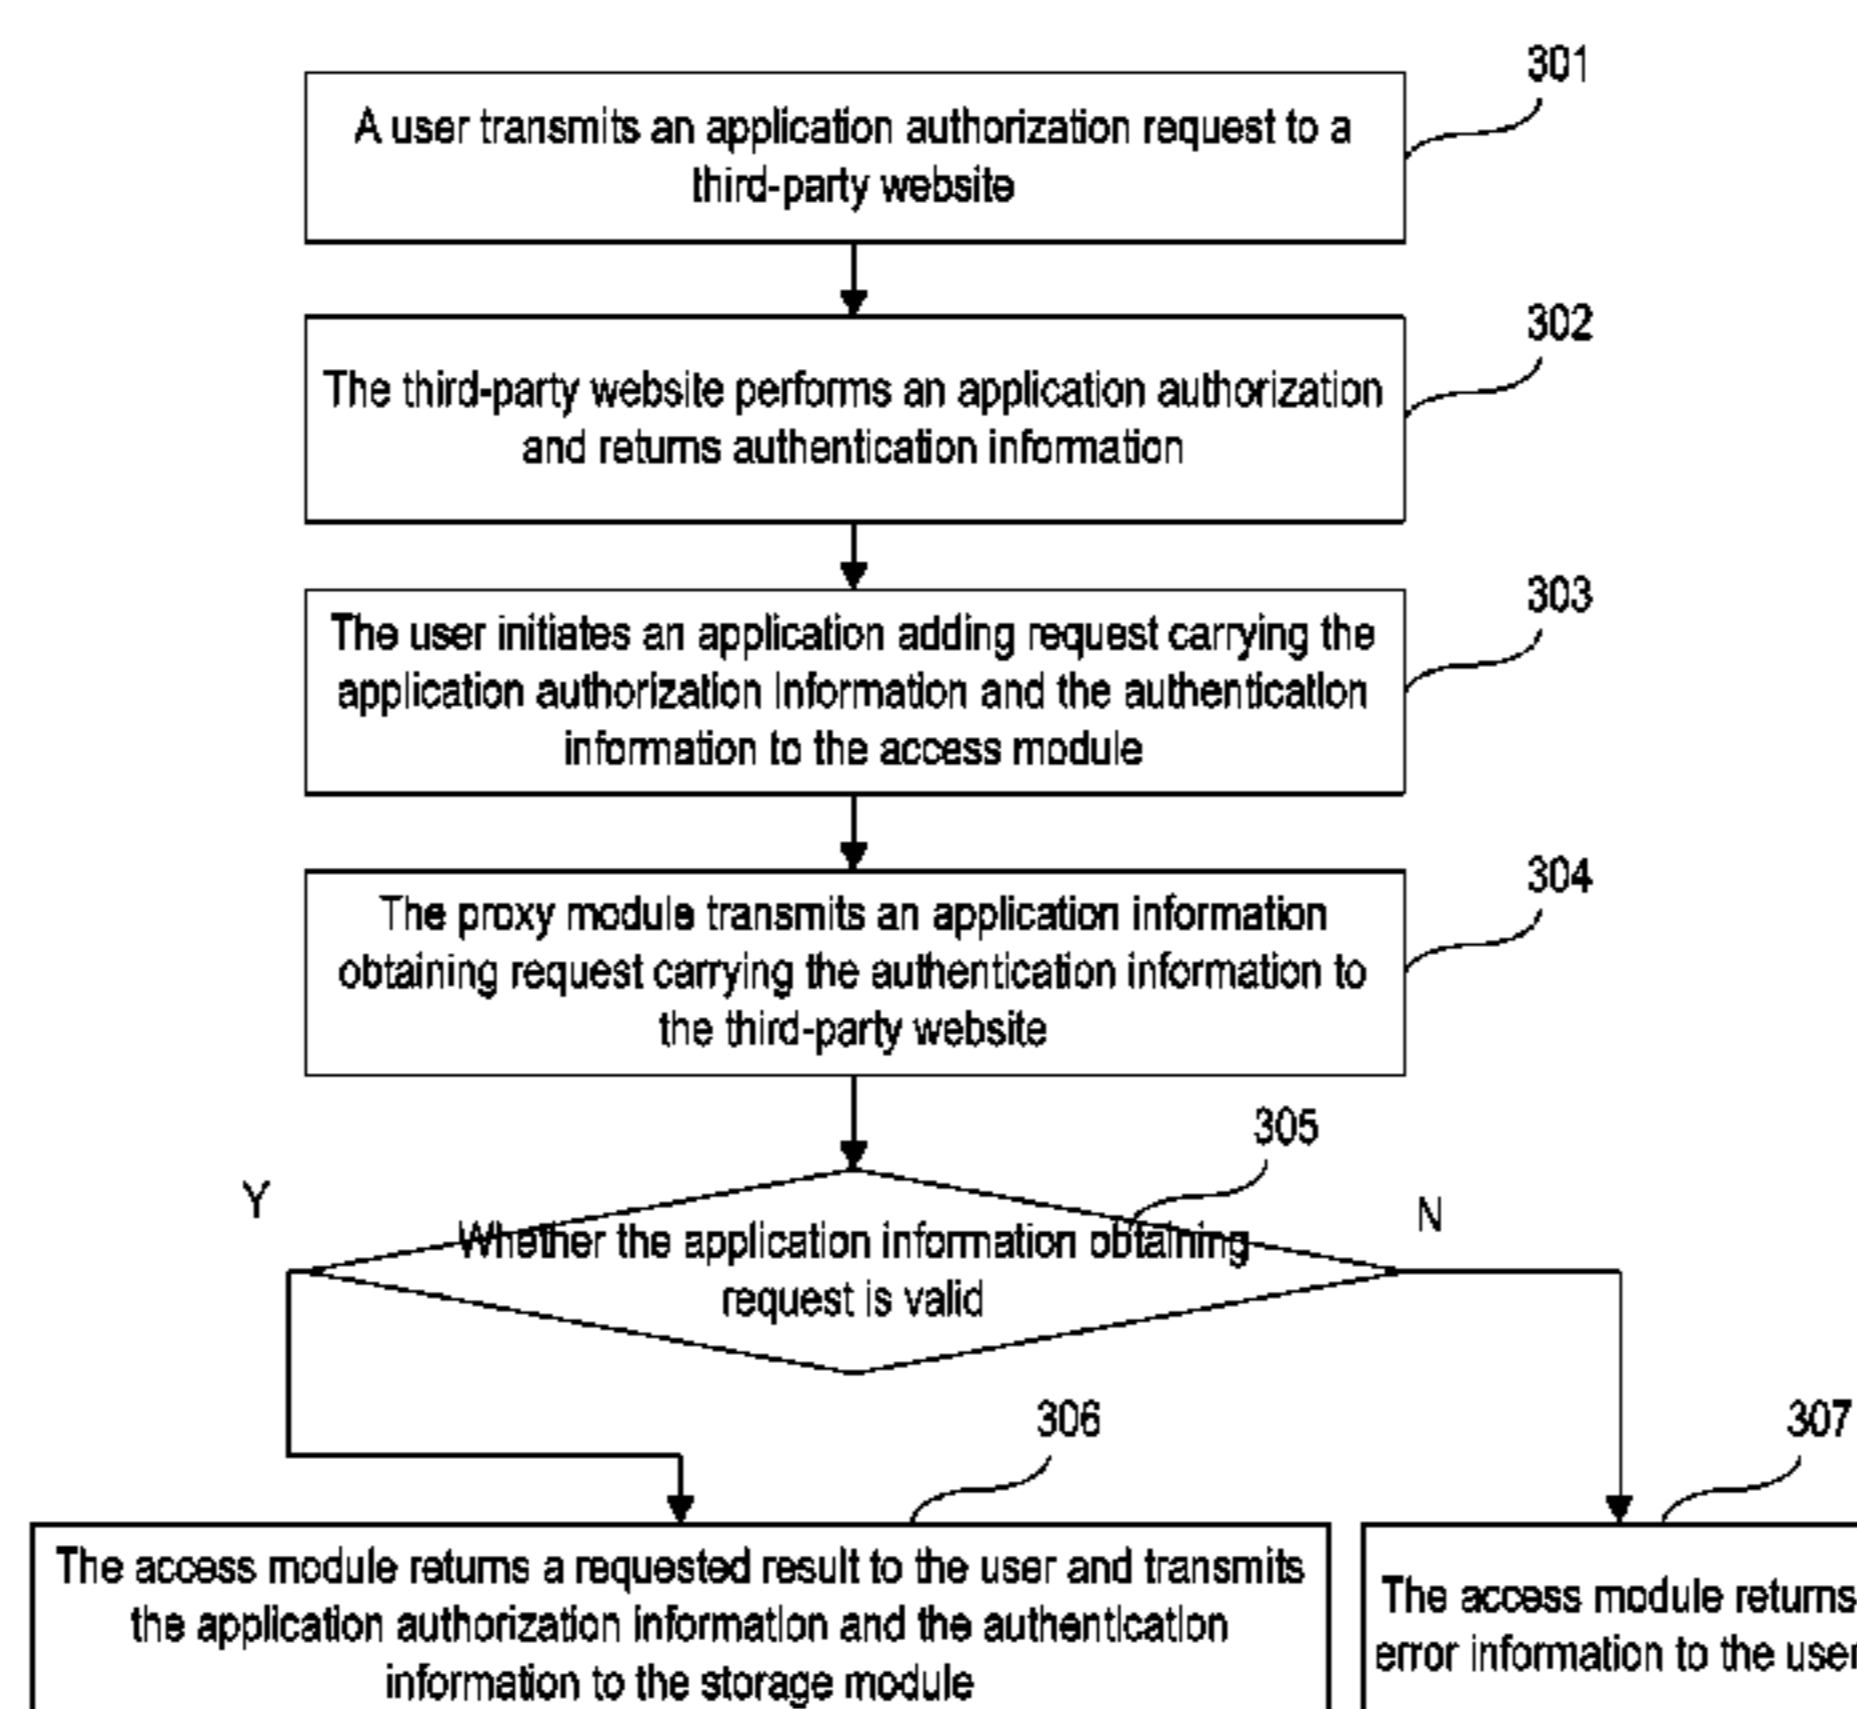 301
A user transmits an application authorization request to a
third-party website
302
The third-party website performs an application authorization
and returns authentication information
303
The user initiates an application adding request carrying the
application authorization information and the authentication
information to the access module
304
The proxy module transmits an application information
obtaining request carrying the authentication information to
the third-party website
305
Y
N
Whether the application information obtaining
request is valid
306
307
The access module returns a requested result to the user and transmits
the application authorization information and the authentication
information to the storage module
The access module returns
error information to the user